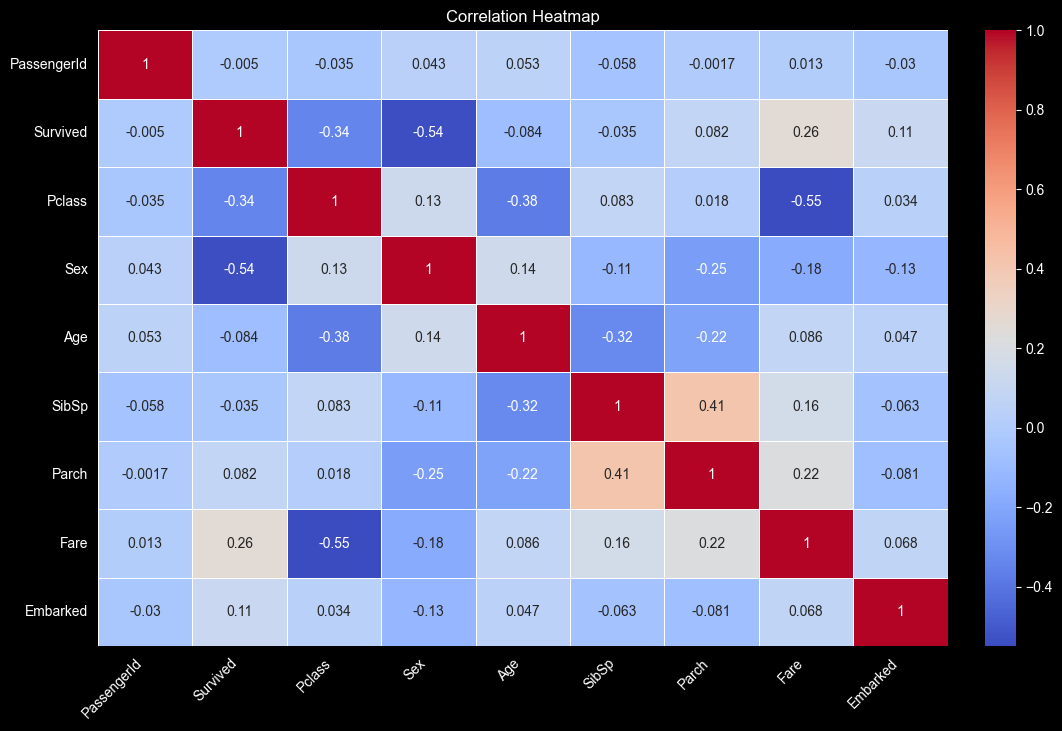 Correlation Heatmap
PassengerId 1 -0.005 -0.035 0.043 0.053 -0.058 -0.0017 0.013 -0.03
Survived -0.005 1 -0.34 -0.54 -0.084 -0.035 0.082 0.26 0.11
Pclass -0.035 -0.34 1 0.13 -0.38 0.083 0.018 -0.55 0.034
Sex 0.043 -0.54 0.13 1 0.14 -0.11 -0.25 -0.18 -0.13
Age 0.053 -0.084 -0.38 0.14 1 -0.32 -0.22 0.086 0.047
SibSp -0.058 -0.035 0.083 -0.11 -0.32 1 0.41 0.16 -0.063
Parch -0.0017 0.082 0.018 -0.25 -0.22 0.41 1 0.22 -0.081
Fare 0.013 0.26 -0.55 -0.18 0.086 0.16 0.22 1 0.068
Embarked -0.03 0.11 0.034 -0.13 0.047 -0.063 -0.081 0.068 1
PassengerId Survived Pclass Sex Age SibSp Parch Fare Embarked
1.0
0.8
0.6
0.4
0.2
0.0
−0.2
−0.4